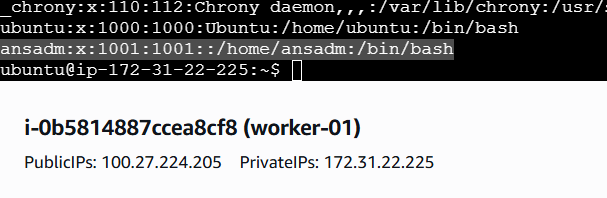 _chrony:x:110:112:Chrony daemon,,,:/var/lib/chrony:/usr/
ubuntu:x:1000:1000:Ubuntu:/home/ubuntu:/bin/bash
ansadm:x:1001:1001::/home/ansadm:/bin/bash
ubuntu@ip-172-31-22-225:~$
i-0b5814887ccea8cf8 (worker-01)
PublicIPs: 100.27.224.205 PrivateIPs: 172.31.22.225